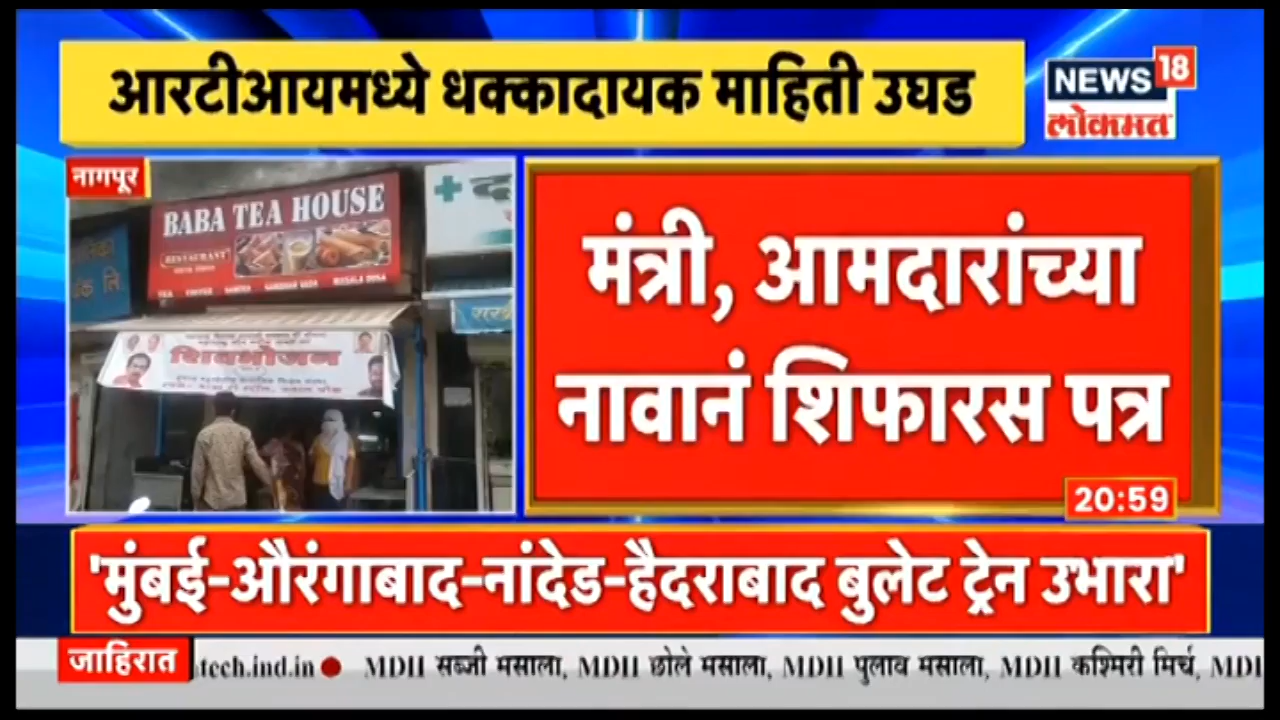 आरटीआयमध्ये धक्कादायक माहिती उघड
NEWS 18
लोकमत
नागपूर
BABA TEA HOUSE
RESTAURANT
शिवभोजन
मंत्री, आमदारांच्या
नावानं शिफारस पत्र
20:59
'मुंबई-औरंगाबाद-नांदेड-हैदराबाद बुलेट ट्रेन उभारा'
जाहिरात
tech.ind.in ● MDH सब्जी मसाला, MDH छोले मसाला, MDH पुलाव मसाला, MDH कश्मिरी मिर्च,